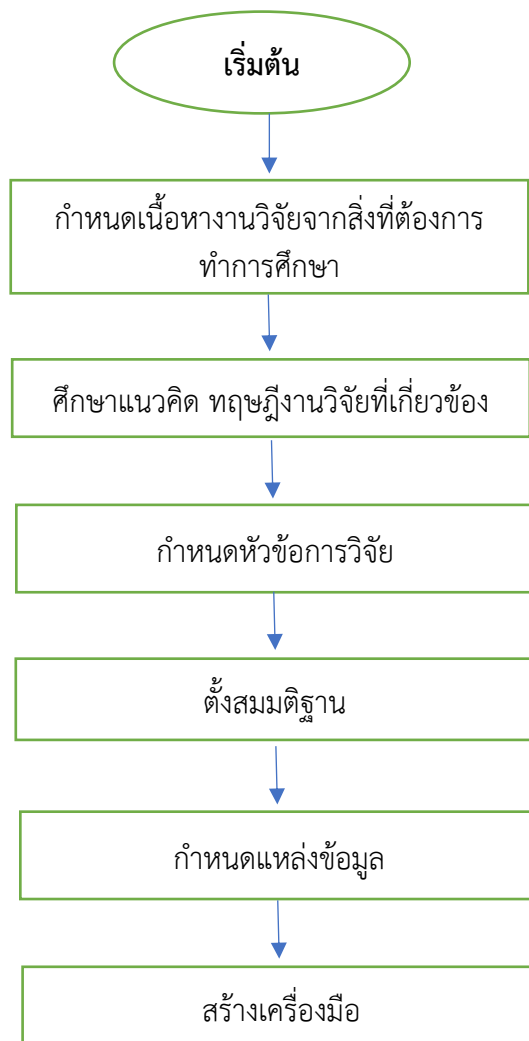 เริ่มต้น
กำหนดเนื้อหางานวิจัยจากสิ่งที่ต้องการ
ทำการศึกษา
ศึกษาแนวคิด ทฤษฎีงานวิจัยที่เกี่ยวข้อง
กำหนดหัวข้อการวิจัย
ตั้งสมมติฐาน
กำหนดแหล่งข้อมูล
สร้างเครื่องมือ